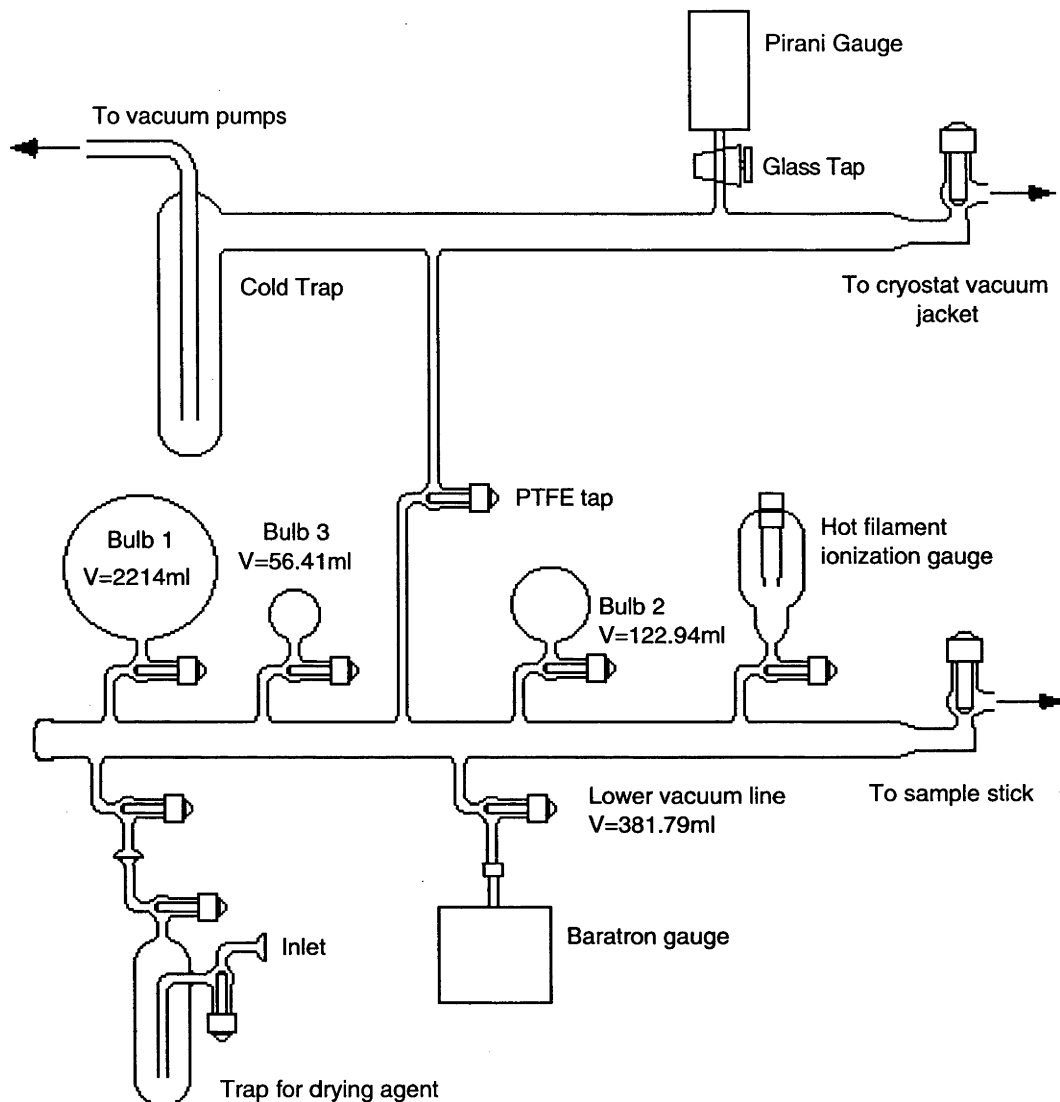 Pirani Gauge
To vacuum pumps
Glass Tap
Cold Trap
To cryostat vacuum
jacket
PTFE tap
Bulb 1
V=2214ml
Bulb 3
V=56.41ml
Hot filament
ionization gauge
Bulb 2
V=122.94ml
Lower vacuum line
V=381.79ml
To sample stick
Baratron gauge
Inlet
Trap for drying agent